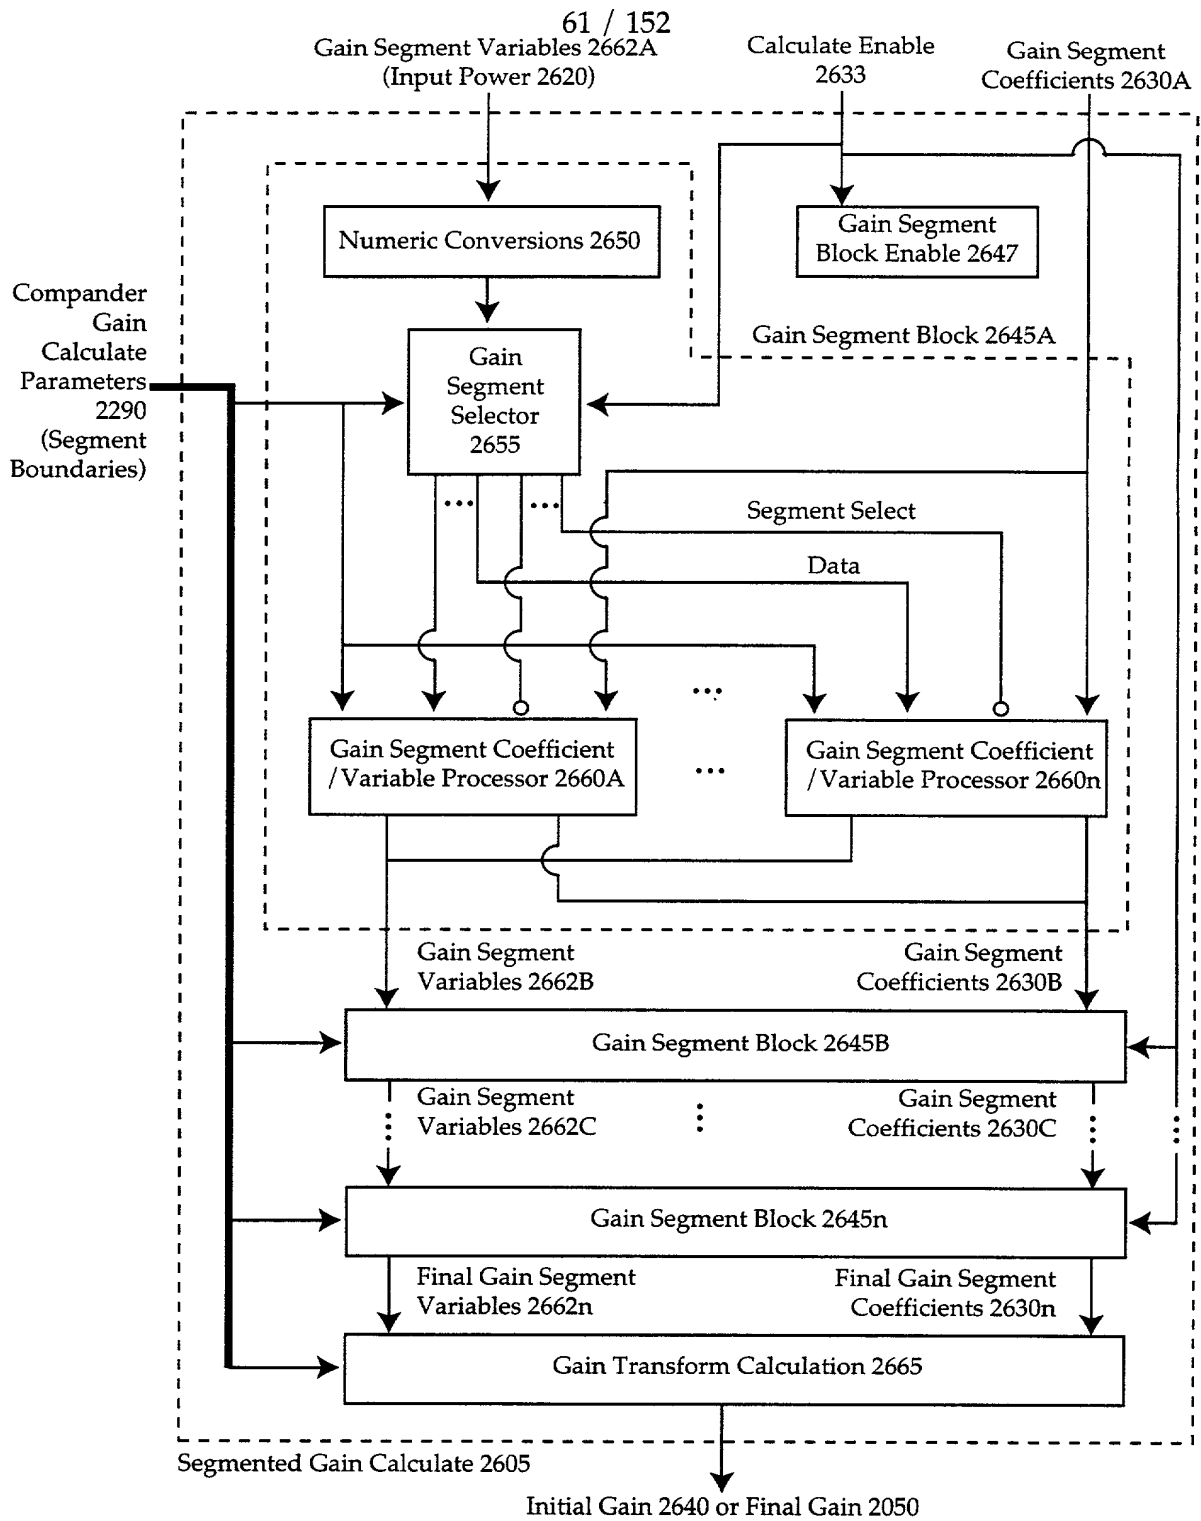 61 / 152
Gain Segment Variables 2662A
(Input Power 2620)
Calculate Enable
2633
Gain Segment
Coefficients 2630A
Numeric Conversions 2650
Gain Segment
Block Enable 2647
Compander
Gain
Calculate
Parameters
2290
(Segment
Boundaries)
Gain
Segment
Selector
2655
Gain Segment Block 2645A
Segment Select
Data
Gain Segment Coefficient
/Variable Processor 2660A
Gain Segment Coefficient
/Variable Processor 2660n
Gain Segment
Variables 2662B
Gain Segment
Coefficients 2630B
Gain Segment Block 2645B
Gain Segment
Variables 2662C
Gain Segment
Coefficients 2630C
Gain Segment Block 2645n
Final Gain Segment
Variables 2662n
Final Gain Segment
Coefficients 2630n
Gain Transform Calculation 2665
Segmented Gain Calculate 2605
Initial Gain 2640 or Final Gain 2050